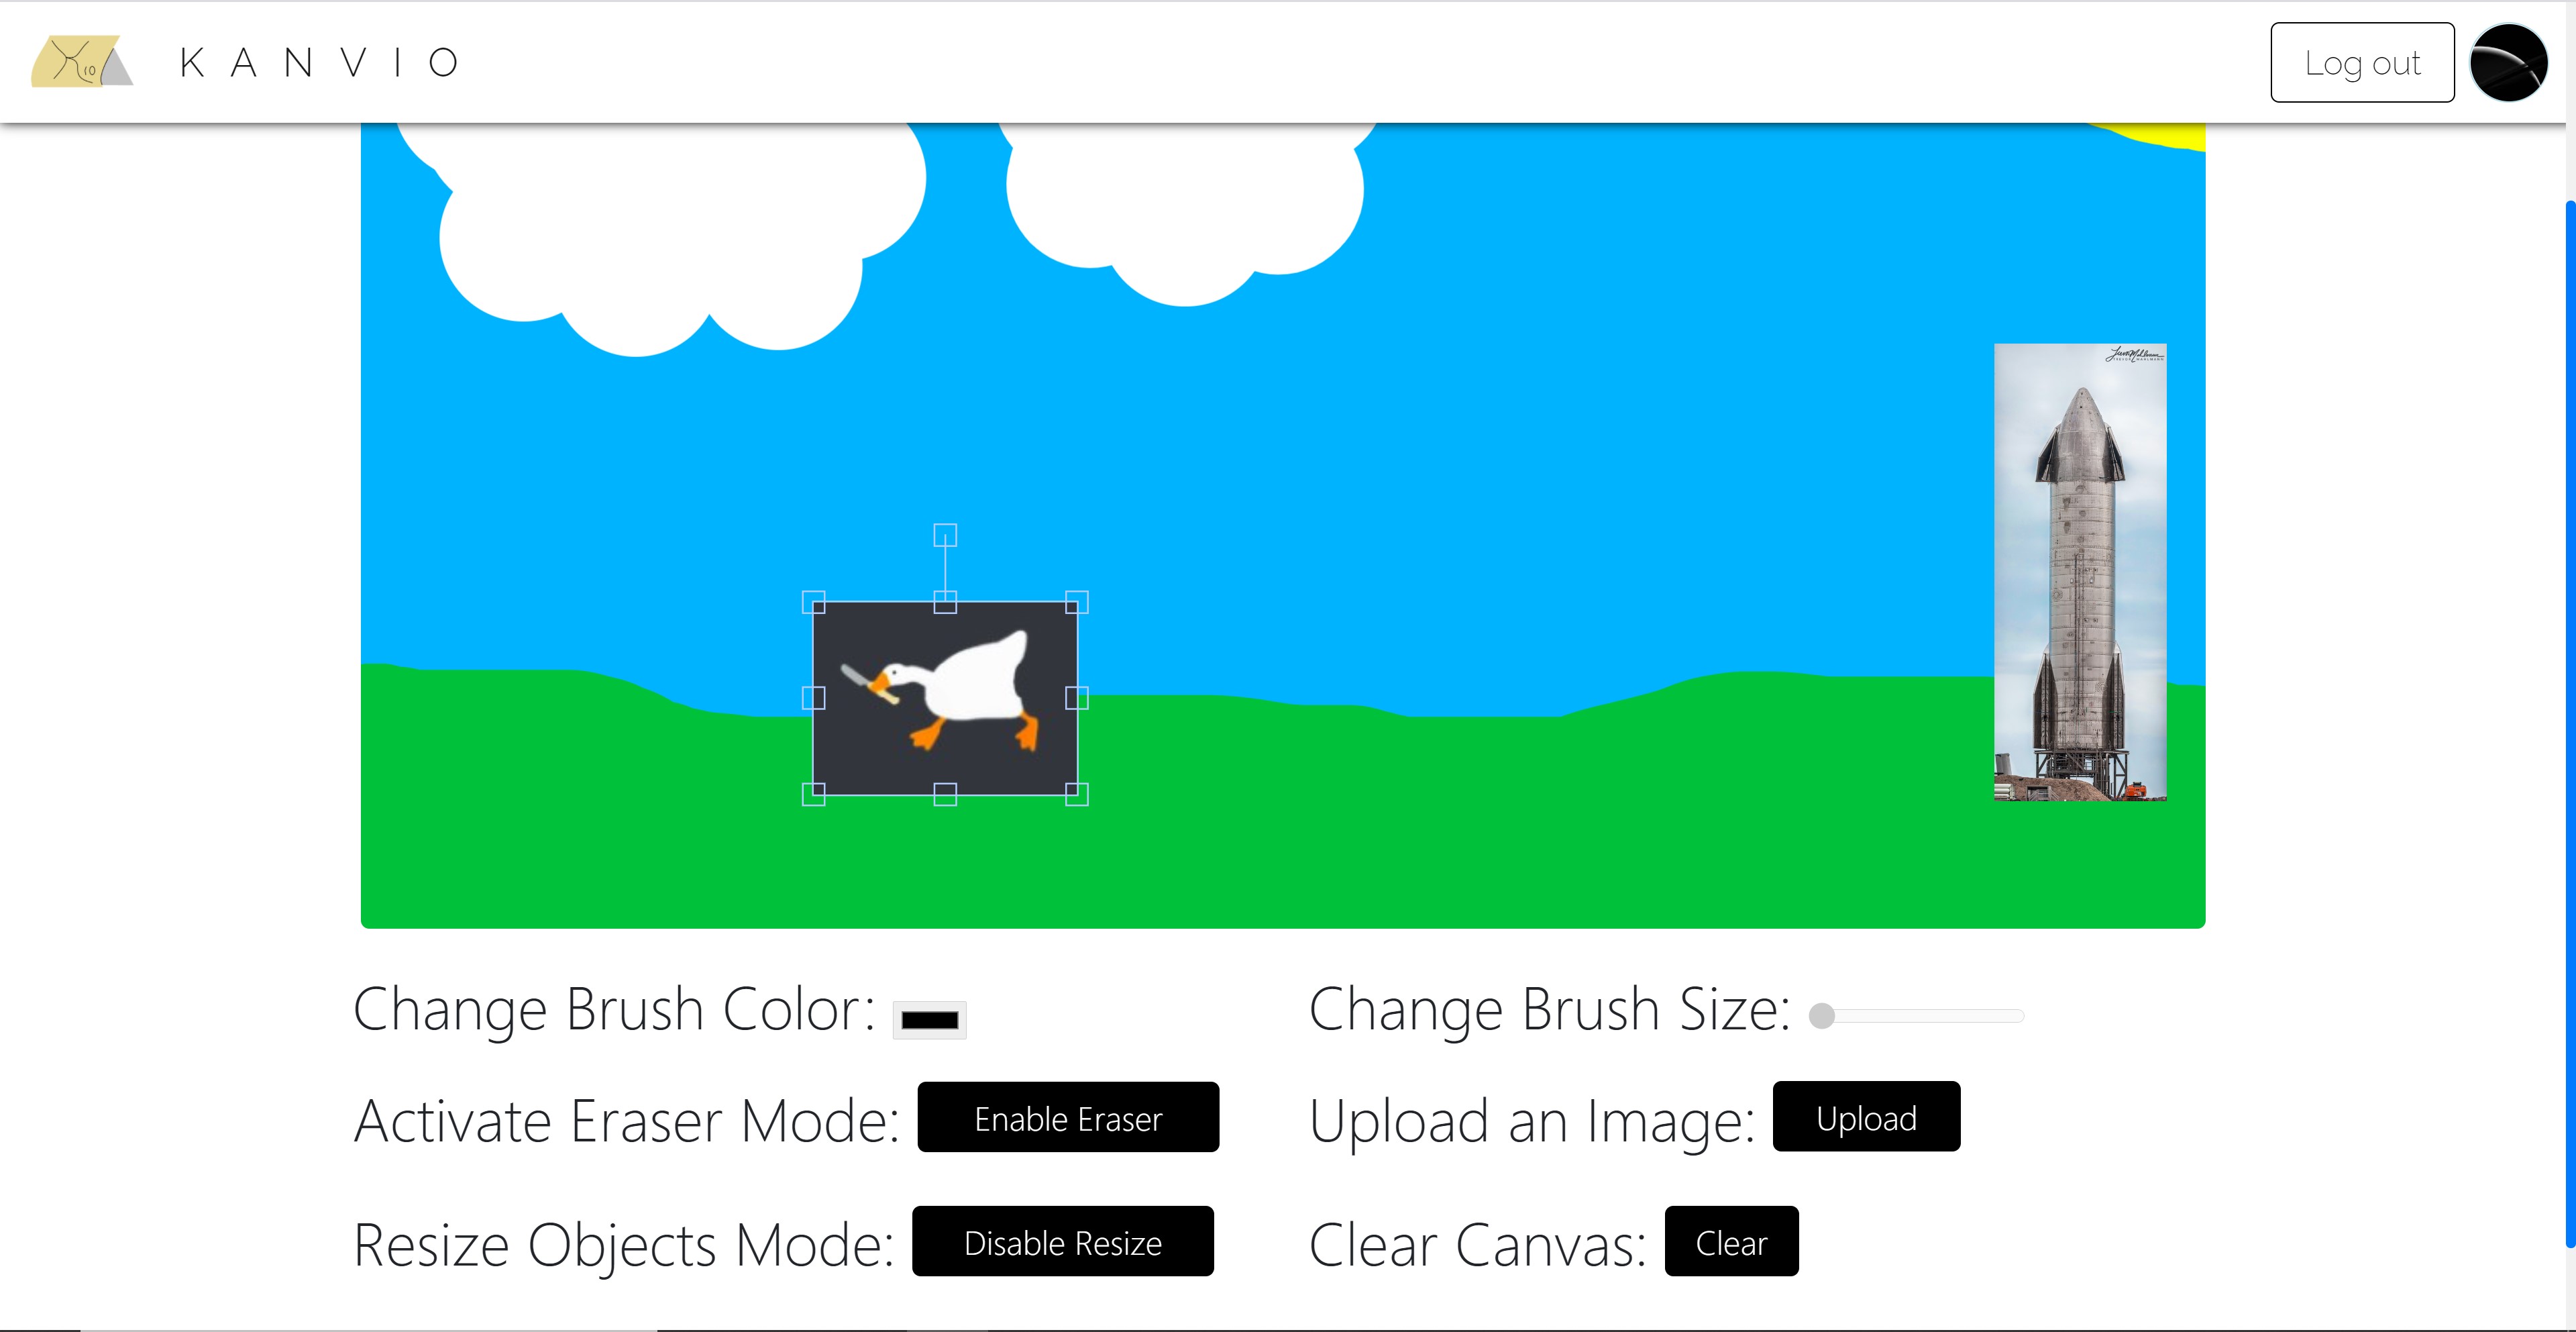 KANVIO
Log out
Change Brush Color:
Change Brush Size:
Activate Eraser Mode: Enable Eraser
Upload an Image: Upload
Resize Objects Mode: Disable Resize
Clear Canvas: Clear